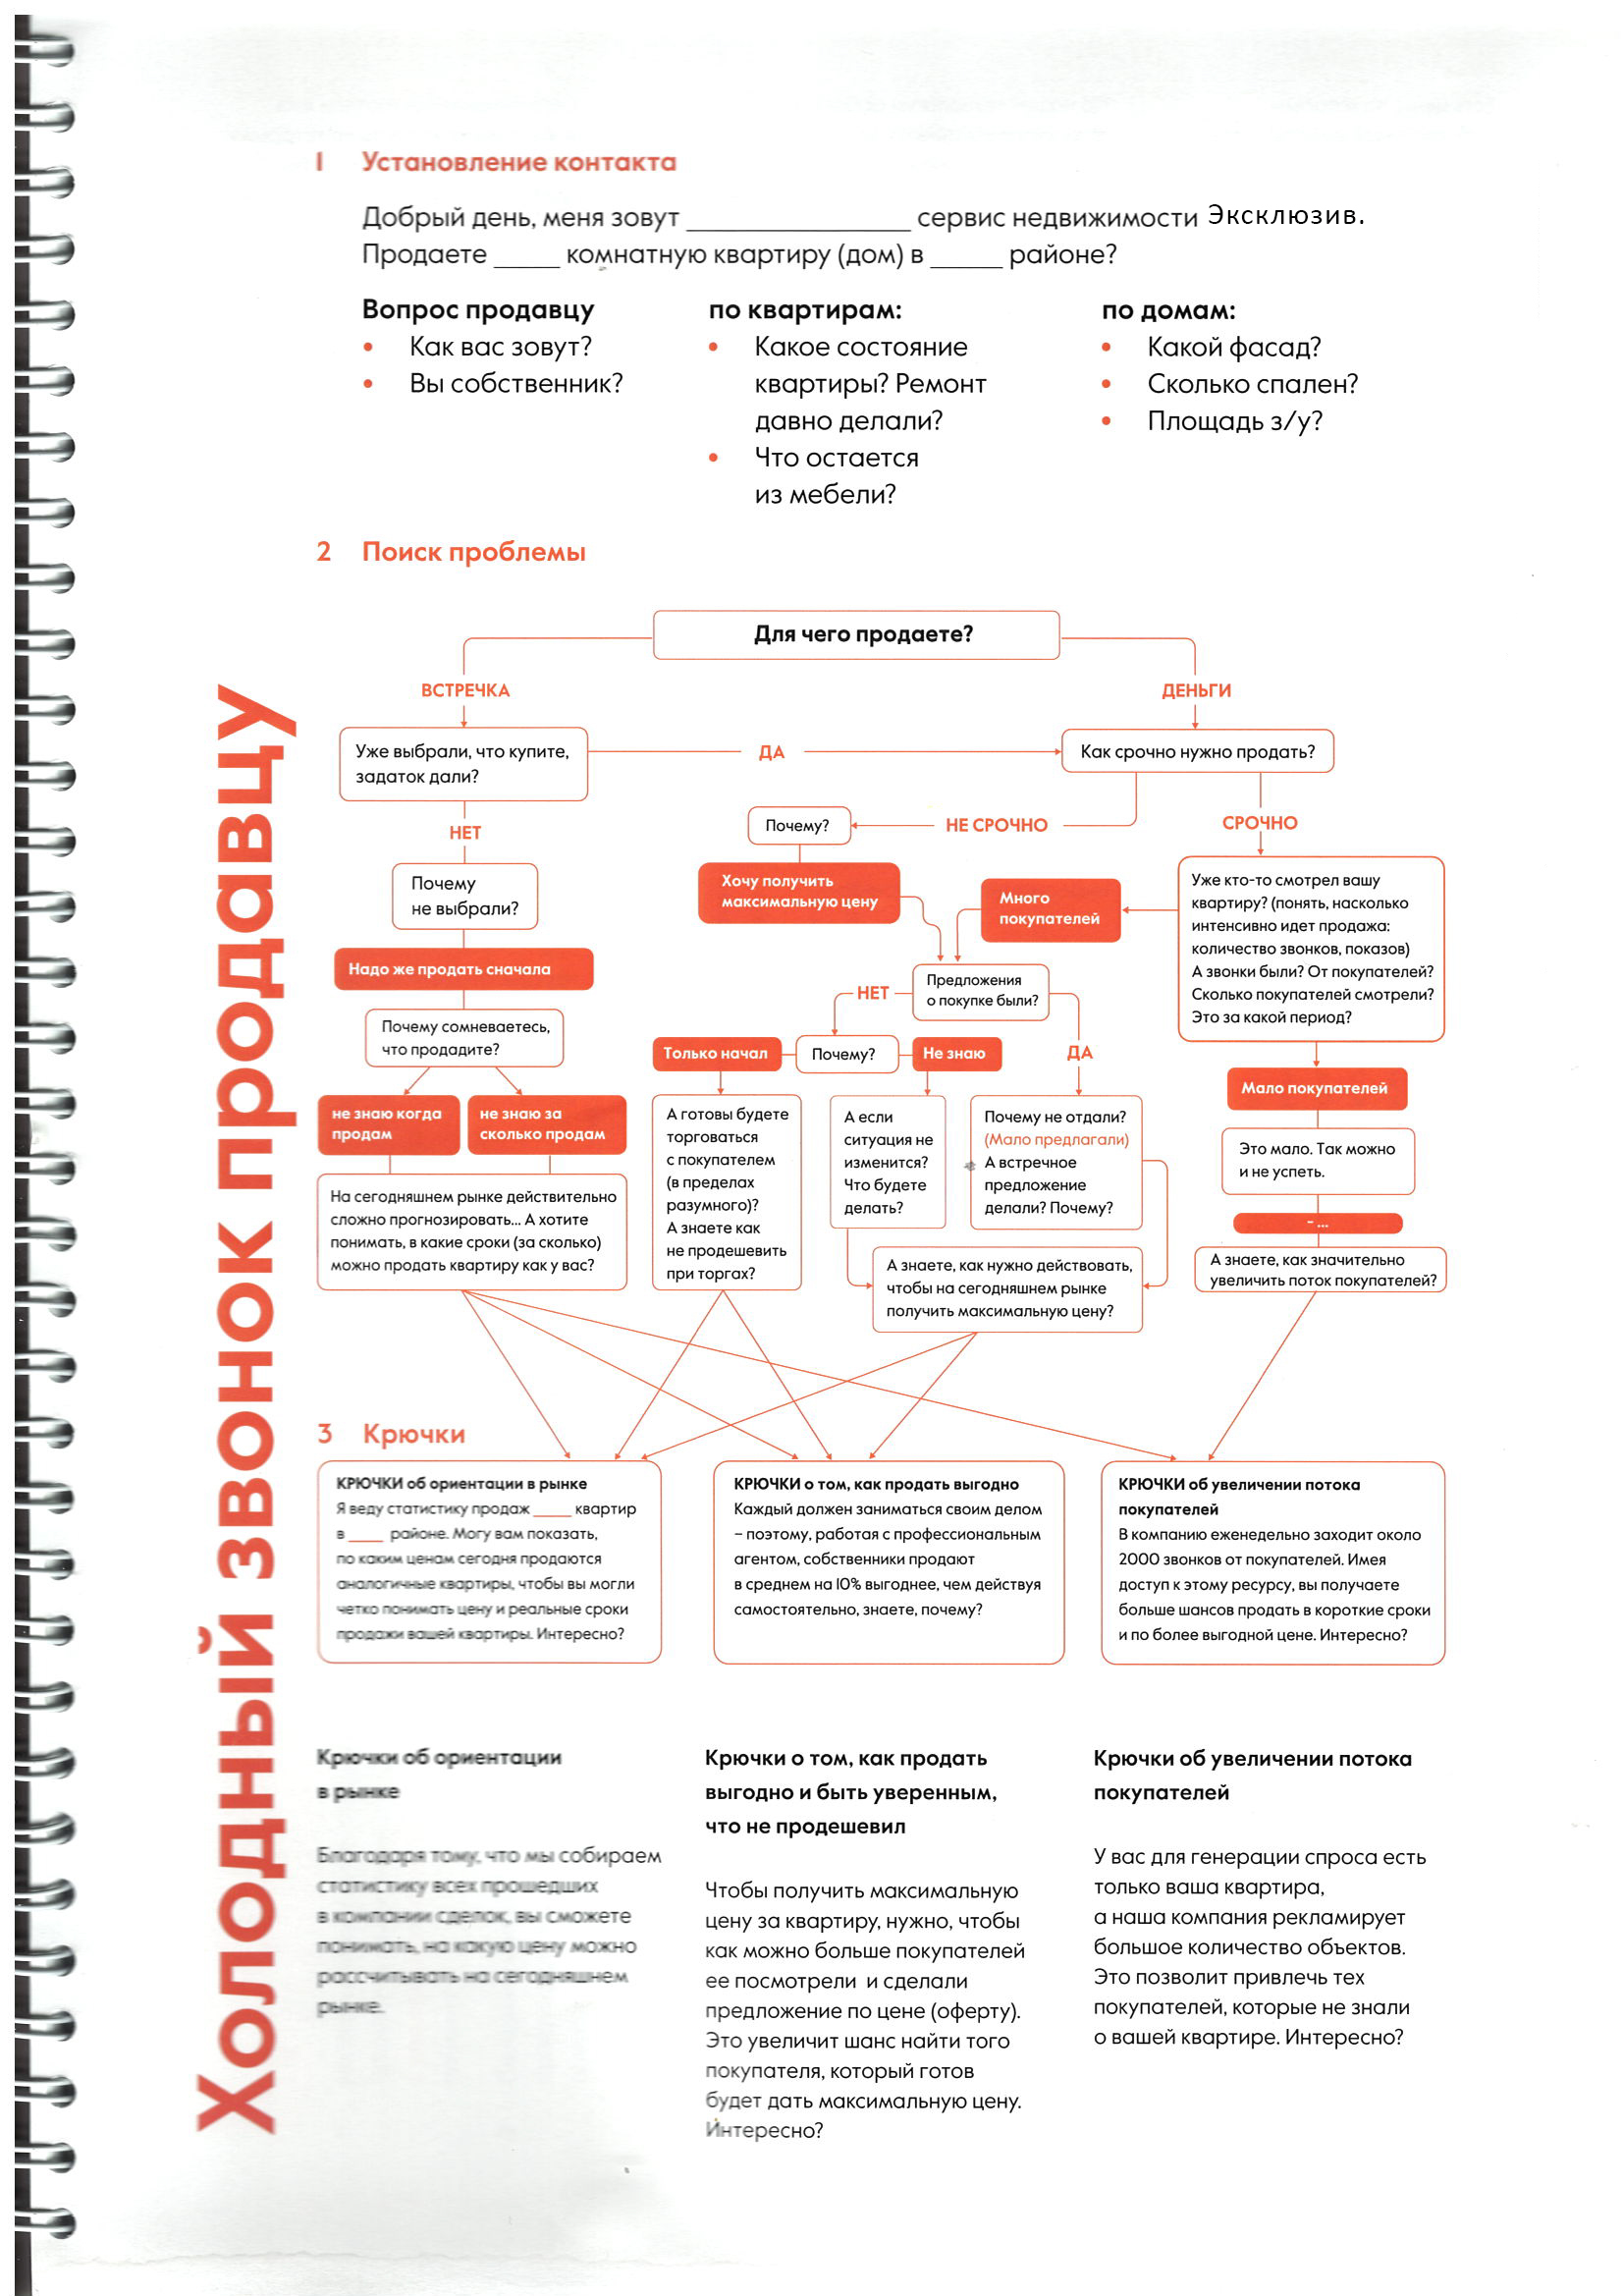 Холодный звонок продавцу
1 Установление контакта
Добрый день, меня зовут ________________ сервис недвижимости Эксклюзив.
Продаете _____ комнатную квартиру (дом) в _____ районе?
Вопрос продавцу
• Как вас зовут?
• Вы собственник?
по квартирам:
• Какое состояние
квартиры? Ремонт
давно делали?
• Что остается
из мебели?
по домам:
• Какой фасад?
• Сколько спален?
• Площадь з/у?
2 Поиск проблемы
Для чего продаете?
ВСТРЕЧКА
ДЕНЬГИ
Уже выбрали, что купите,
задаток дали?
ДА
Как срочно нужно продать?
НЕТ
Почему?
НЕ СРОЧНО
СРОЧНО
Почему
не выбрали?
Хочу получить
максимальную цену
Много
покупателей
Уже кто-то смотрел вашу
квартиру? (понять, насколько
интенсивно идет продажа:
количество звонков, показов)
А звонки были? От покупателей?
Сколько покупателей смотрели?
Это за какой период?
Надо же продать сначала
Предложения
о покупке были?
НЕТ
Почему сомневаетесь,
что продадите?
Только начал
Почему?
Не знаю
ДА
Мало покупателей
не знаю когда
продам
не знаю за
сколько продам
А готовы будете
торговаться
с покупателем
(в пределах
разумного)?
А знаете как
не продешевить
при торгах?
А если
ситуация не
изменится?
Что будете
делать?
Почему не отдали?
(Мало предлагали)
А встречное
предложение
делали? Почему?
Это мало. Так можно
и не успеть.
На сегодняшнем рынке действительно
сложно прогнозировать... А хотите
понимать, в какие сроки (за сколько)
можно продать квартиру как у вас?
– ...
А знаете, как нужно действовать,
чтобы на сегодняшнем рынке
получить максимальную цену?
А знаете, как значительно
увеличить поток покупателей?
3 Крючки
КРЮЧКИ об ориентации в рынке
Я веду статистику продаж ____ квартир
в ____ районе. Могу вам показать,
по каким ценам сегодня продаются
аналогичные квартиры, чтобы вы могли
четко понимать цену и реальные сроки
продажи вашей квартиры. Интересно?
КРЮЧКИ о том, как продать выгодно
Каждый должен заниматься своим делом
– поэтому, работая с профессиональным
агентом, собственники продают
в среднем на 10% выгоднее, чем действуя
самостоятельно, знаете, почему?
КРЮЧКИ об увеличении потока
покупателей
В компанию еженедельно заходит около
2000 звонков от покупателей. Имея
доступ к этому ресурсу, вы получаете
больше шансов продать в короткие сроки
и по более выгодной цене. Интересно?
Крючки об ориентации
в рынке
Благодаря тому, что мы собираем
статистику всех прошедших
в компании сделок, вы сможете
понимать, на какую цену можно
рассчитывать на сегодняшнем
рынке.
Крючки о том, как продать
выгодно и быть уверенным,
что не продешевил
Чтобы получить максимальную
цену за квартиру, нужно, чтобы
как можно больше покупателей
ее посмотрели и сделали
предложение по цене (оферту).
Это увеличит шанс найти того
покупателя, который готов
будет дать максимальную цену.
Интересно?
Крючки об увеличении потока
покупателей
У вас для генерации спроса есть
только ваша квартира,
а наша компания рекламирует
большое количество объектов.
Это позволит привлечь тех
покупателей, которые не знали
о вашей квартире. Интересно?